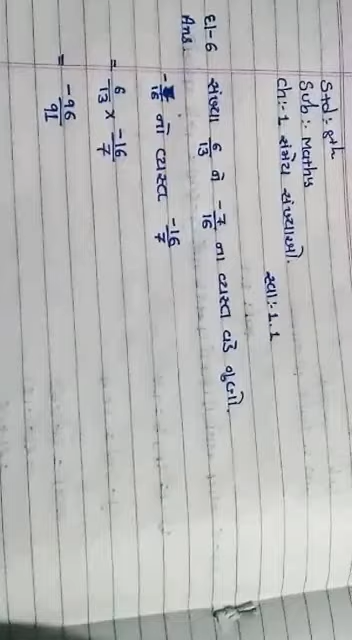 Std :- 8th
Sub :- Maths
Ch:- 1 સંમેય સંખ્યાઓ.
સ્વા:- 1.1
દા-6 સંખ્યા 6/13 ને -7/16 ના વ્યસ્ત વડે ગુણો.
Ans:
-7/16 નો વ્યસ્ત -16/7
= 6/13 × -16/7
= -96/91